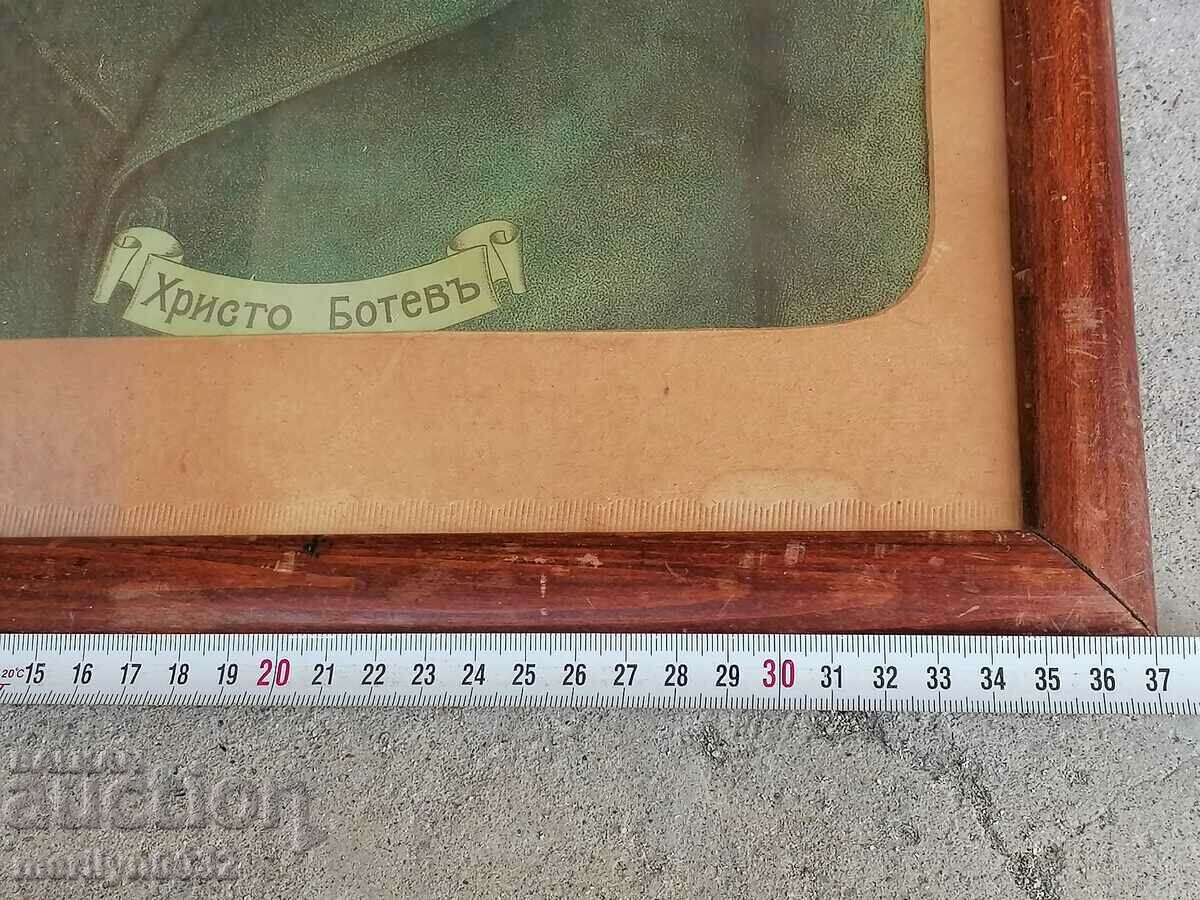 Христо Ботевъ
20°C 15 16 17 18 19 20 21 22 23 24 25 26 27 28 29 30 31 32 33 34 35 36 37
auction
marilyn0132